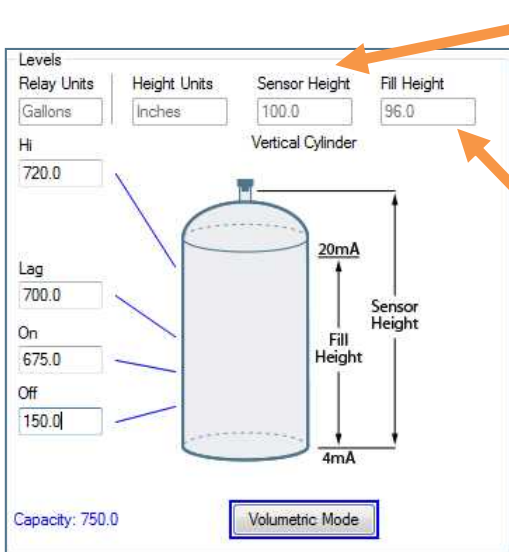 Levels
Relay Units Height Units Sensor Height Fill Height
Gallons Inches 100.0 96.0
Hi Vertical Cylinder
720.0
20mA
Lag
700.0
Sensor
Height
On
Fill
Height
675.0
Off
150.0
4mA
Capacity: 750.0 Volumetric Mode